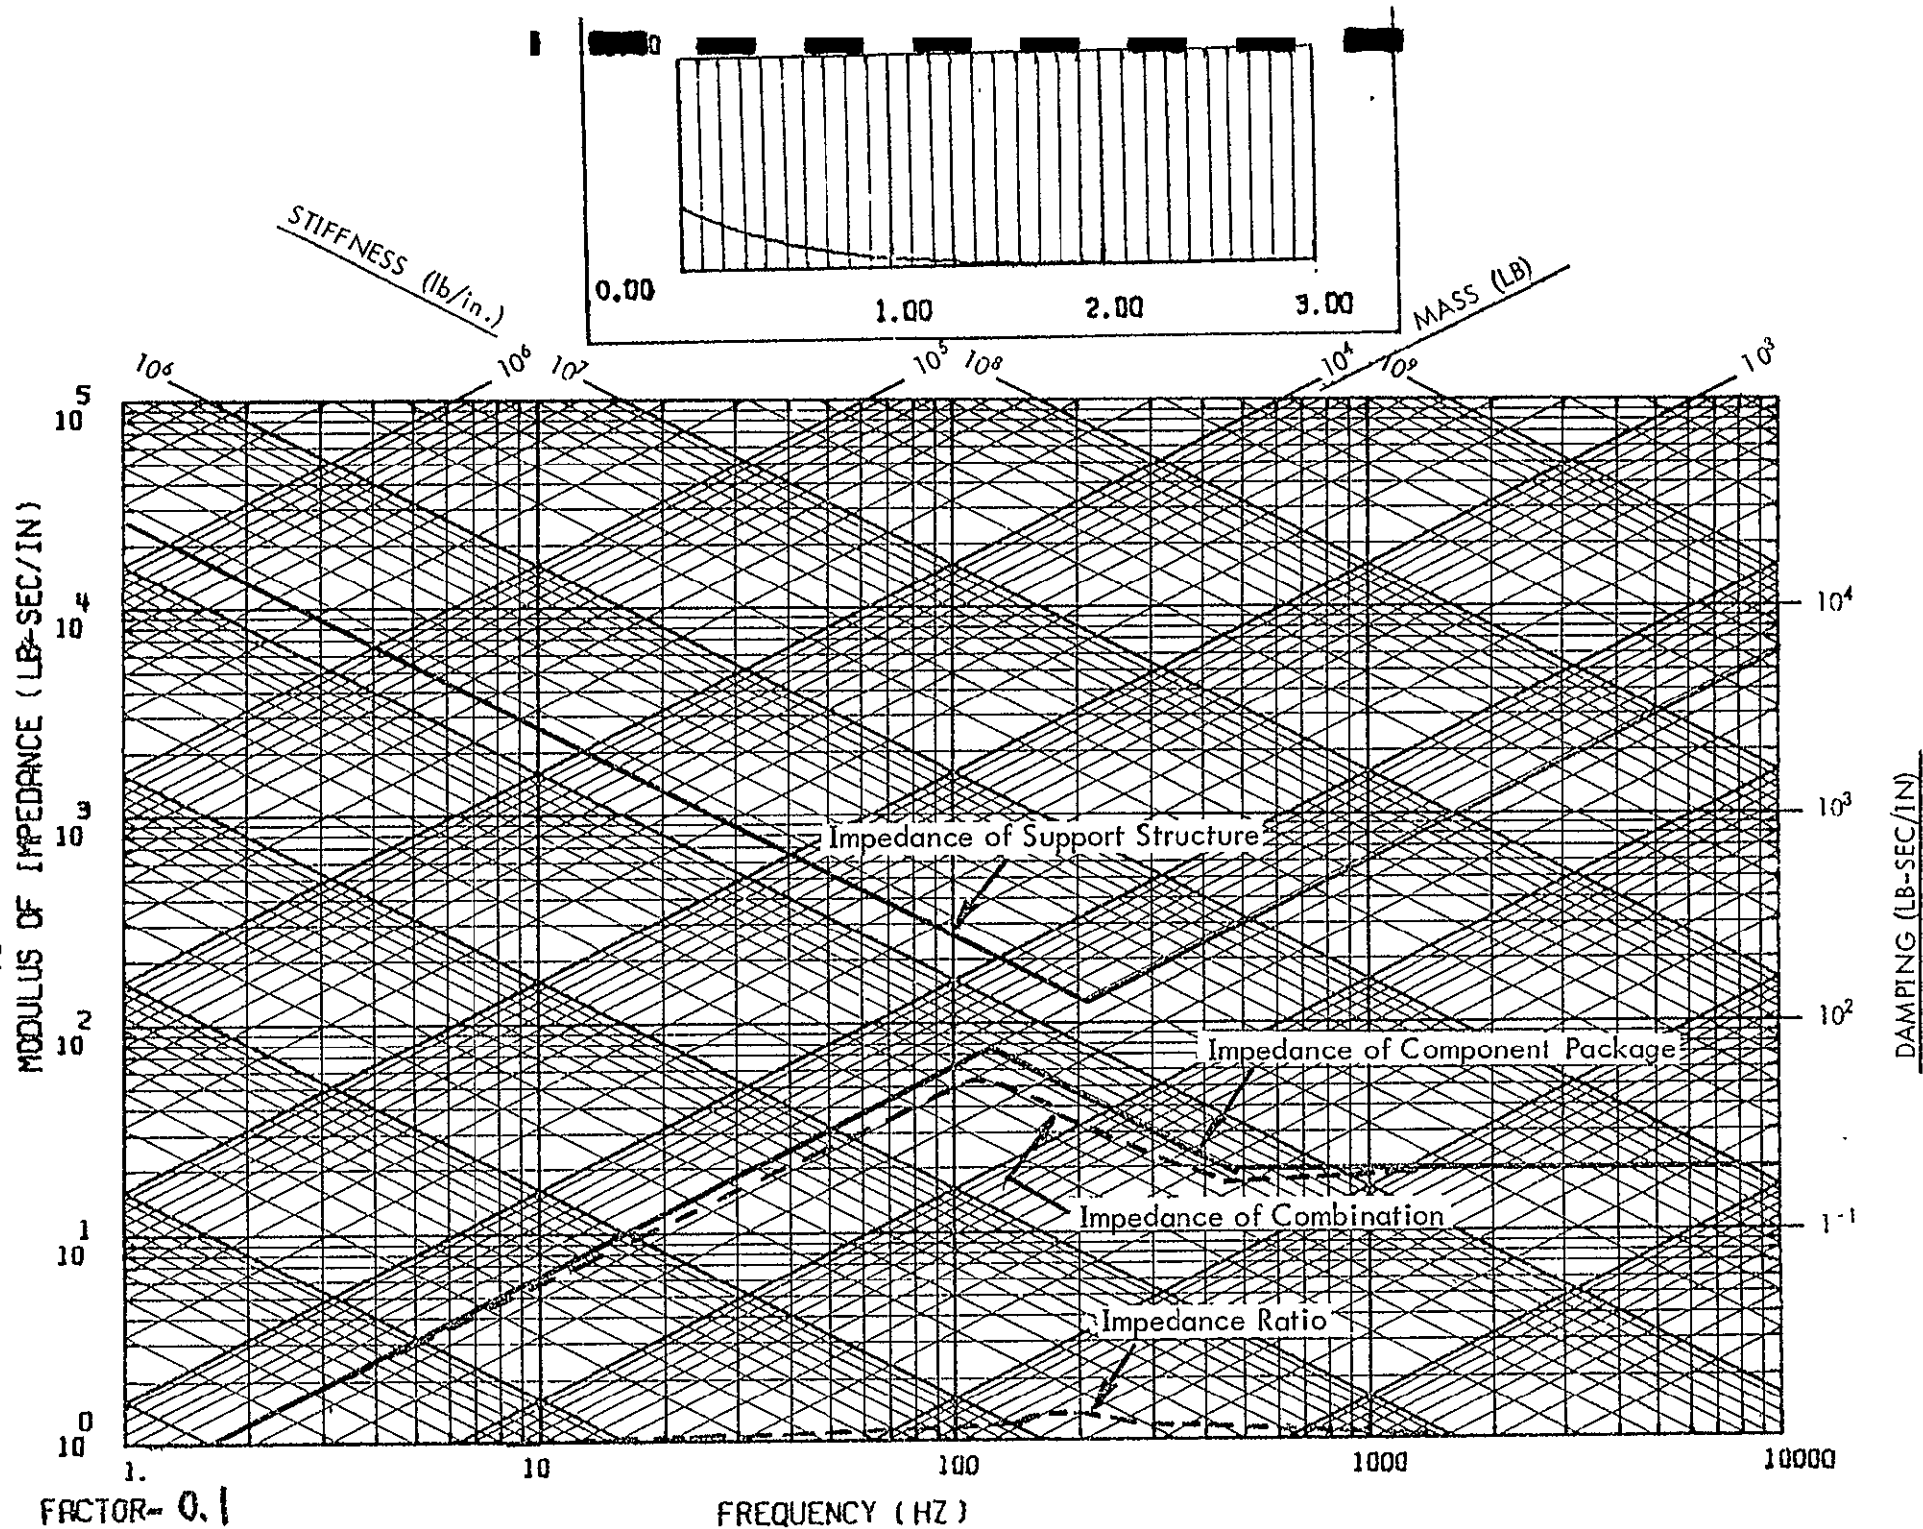 0
0.00
1.00
2.00
3.00
STIFFNESS (lb/in.)
MASS (LB)
10⁶
10⁶
10⁷
10⁵
10⁸
10⁴
10⁹
10³
10⁵
10⁴
10³
10²
10¹
10⁰
MODULUS OF IMPEDANCE (LB-SEC/IN)
10⁴
10³
10²
1⁻¹
DAMPING (LB-SEC/IN)
Impedance of Support Structure
Impedance of Component Package
Impedance of Combination
Impedance Ratio
1.
10
100
1000
10000
FACTOR- 0.1
FREQUENCY (HZ)